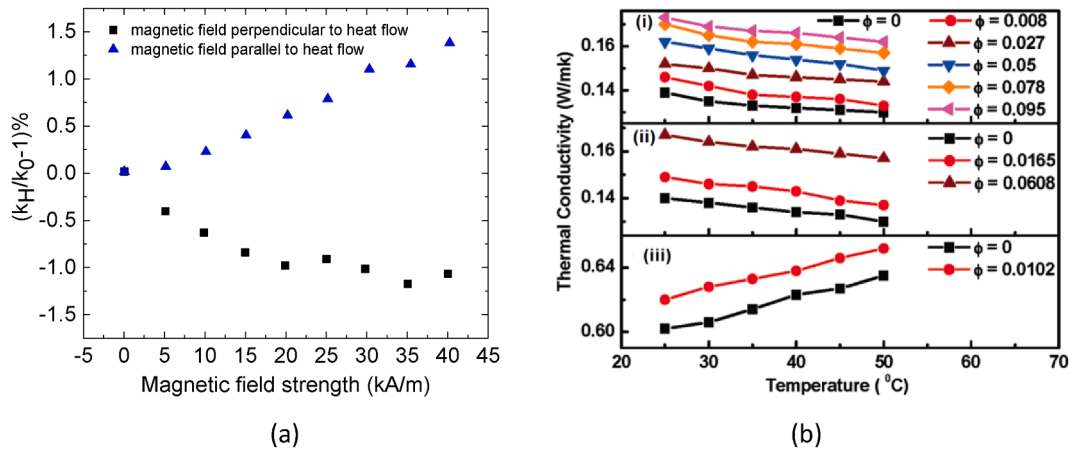 magnetic field perpendicular to heat flow
magnetic field parallel to heat flow
1.5
1.0
0.5
0.0
-0.5
-1.0
-1.5
(kH/k0-1)%
-5 0 5 10 15 20 25 30 35 40 45
Magnetic field strength (kA/m)
(a)
(i)
ϕ = 0
ϕ = 0.008
ϕ = 0.027
ϕ = 0.05
ϕ = 0.078
ϕ = 0.095
0.16
0.14
(ii)
ϕ = 0
ϕ = 0.0165
ϕ = 0.0608
0.16
0.14
(iii)
ϕ = 0
ϕ = 0.0102
0.64
0.60
Thermal Conductivity (W/mk)
20 30 40 50 60 70
Temperature ( ⁰C)
(b)